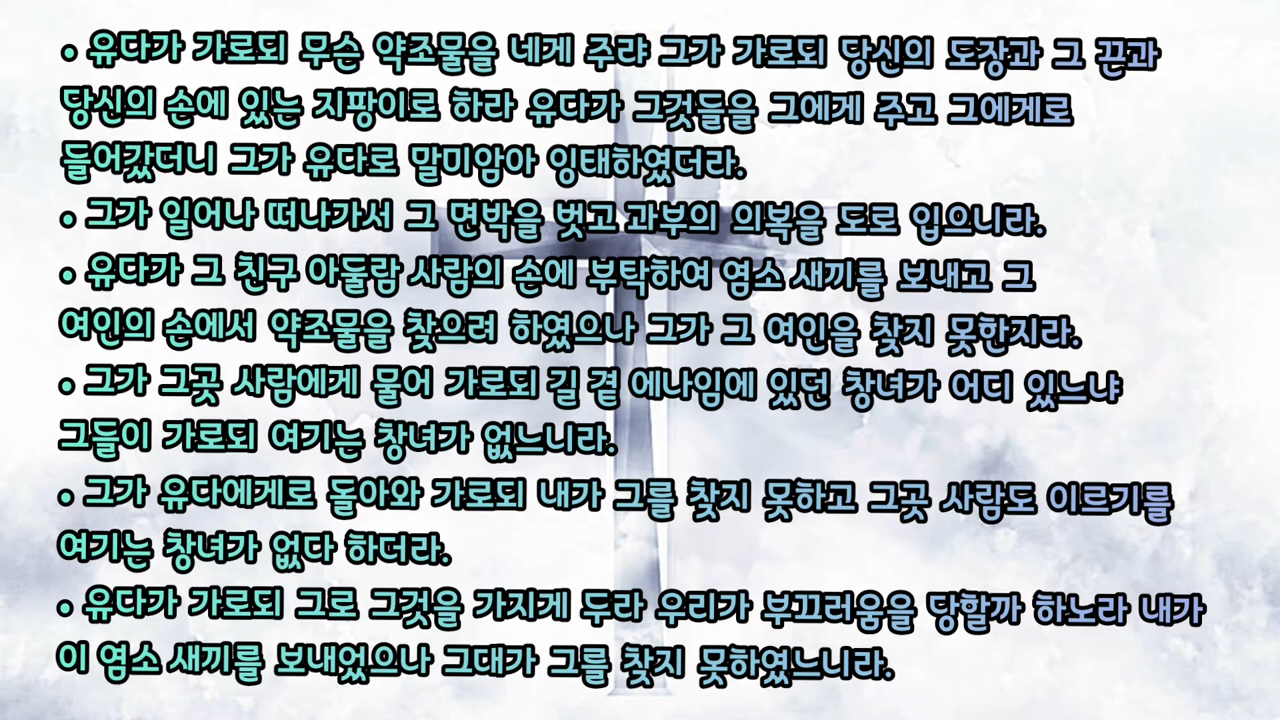 • 유다가 가로되 무슨 약조물을 네게 주랴 그가 가로되 당신의 도장과 그 끈과
당신의 손에 있는 지팡이로 하라 유다가 그것들을 그에게 주고 그에게로
들어갔더니 그가 유다로 말미암아 잉태하였더라.
• 그가 일어나 떠나가서 그 면박을 벗고 과부의 의복을 도로 입으니라.
• 유다가 그 친구 아둘람 사람의 손에 부탁하여 염소 새끼를 보내고 그
여인의 손에서 약조물을 찾으려 하였으나 그가 그 여인을 찾지 못한지라.
• 그가 그곳 사람에게 물어 가로되 길 곁 에나임에 있던 창녀가 어디 있느냐
그들이 가로되 여기는 창녀가 없느니라.
• 그가 유다에게로 돌아와 가로되 내가 그를 찾지 못하고 그곳 사람도 이르기를
여기는 창녀가 없다 하더라.
• 유다가 가로되 그로 그것을 가지게 두라 우리가 부끄러움을 당할까 하노라 내가
이 염소 새끼를 보내었으나 그대가 그를 찾지 못하였느니라.